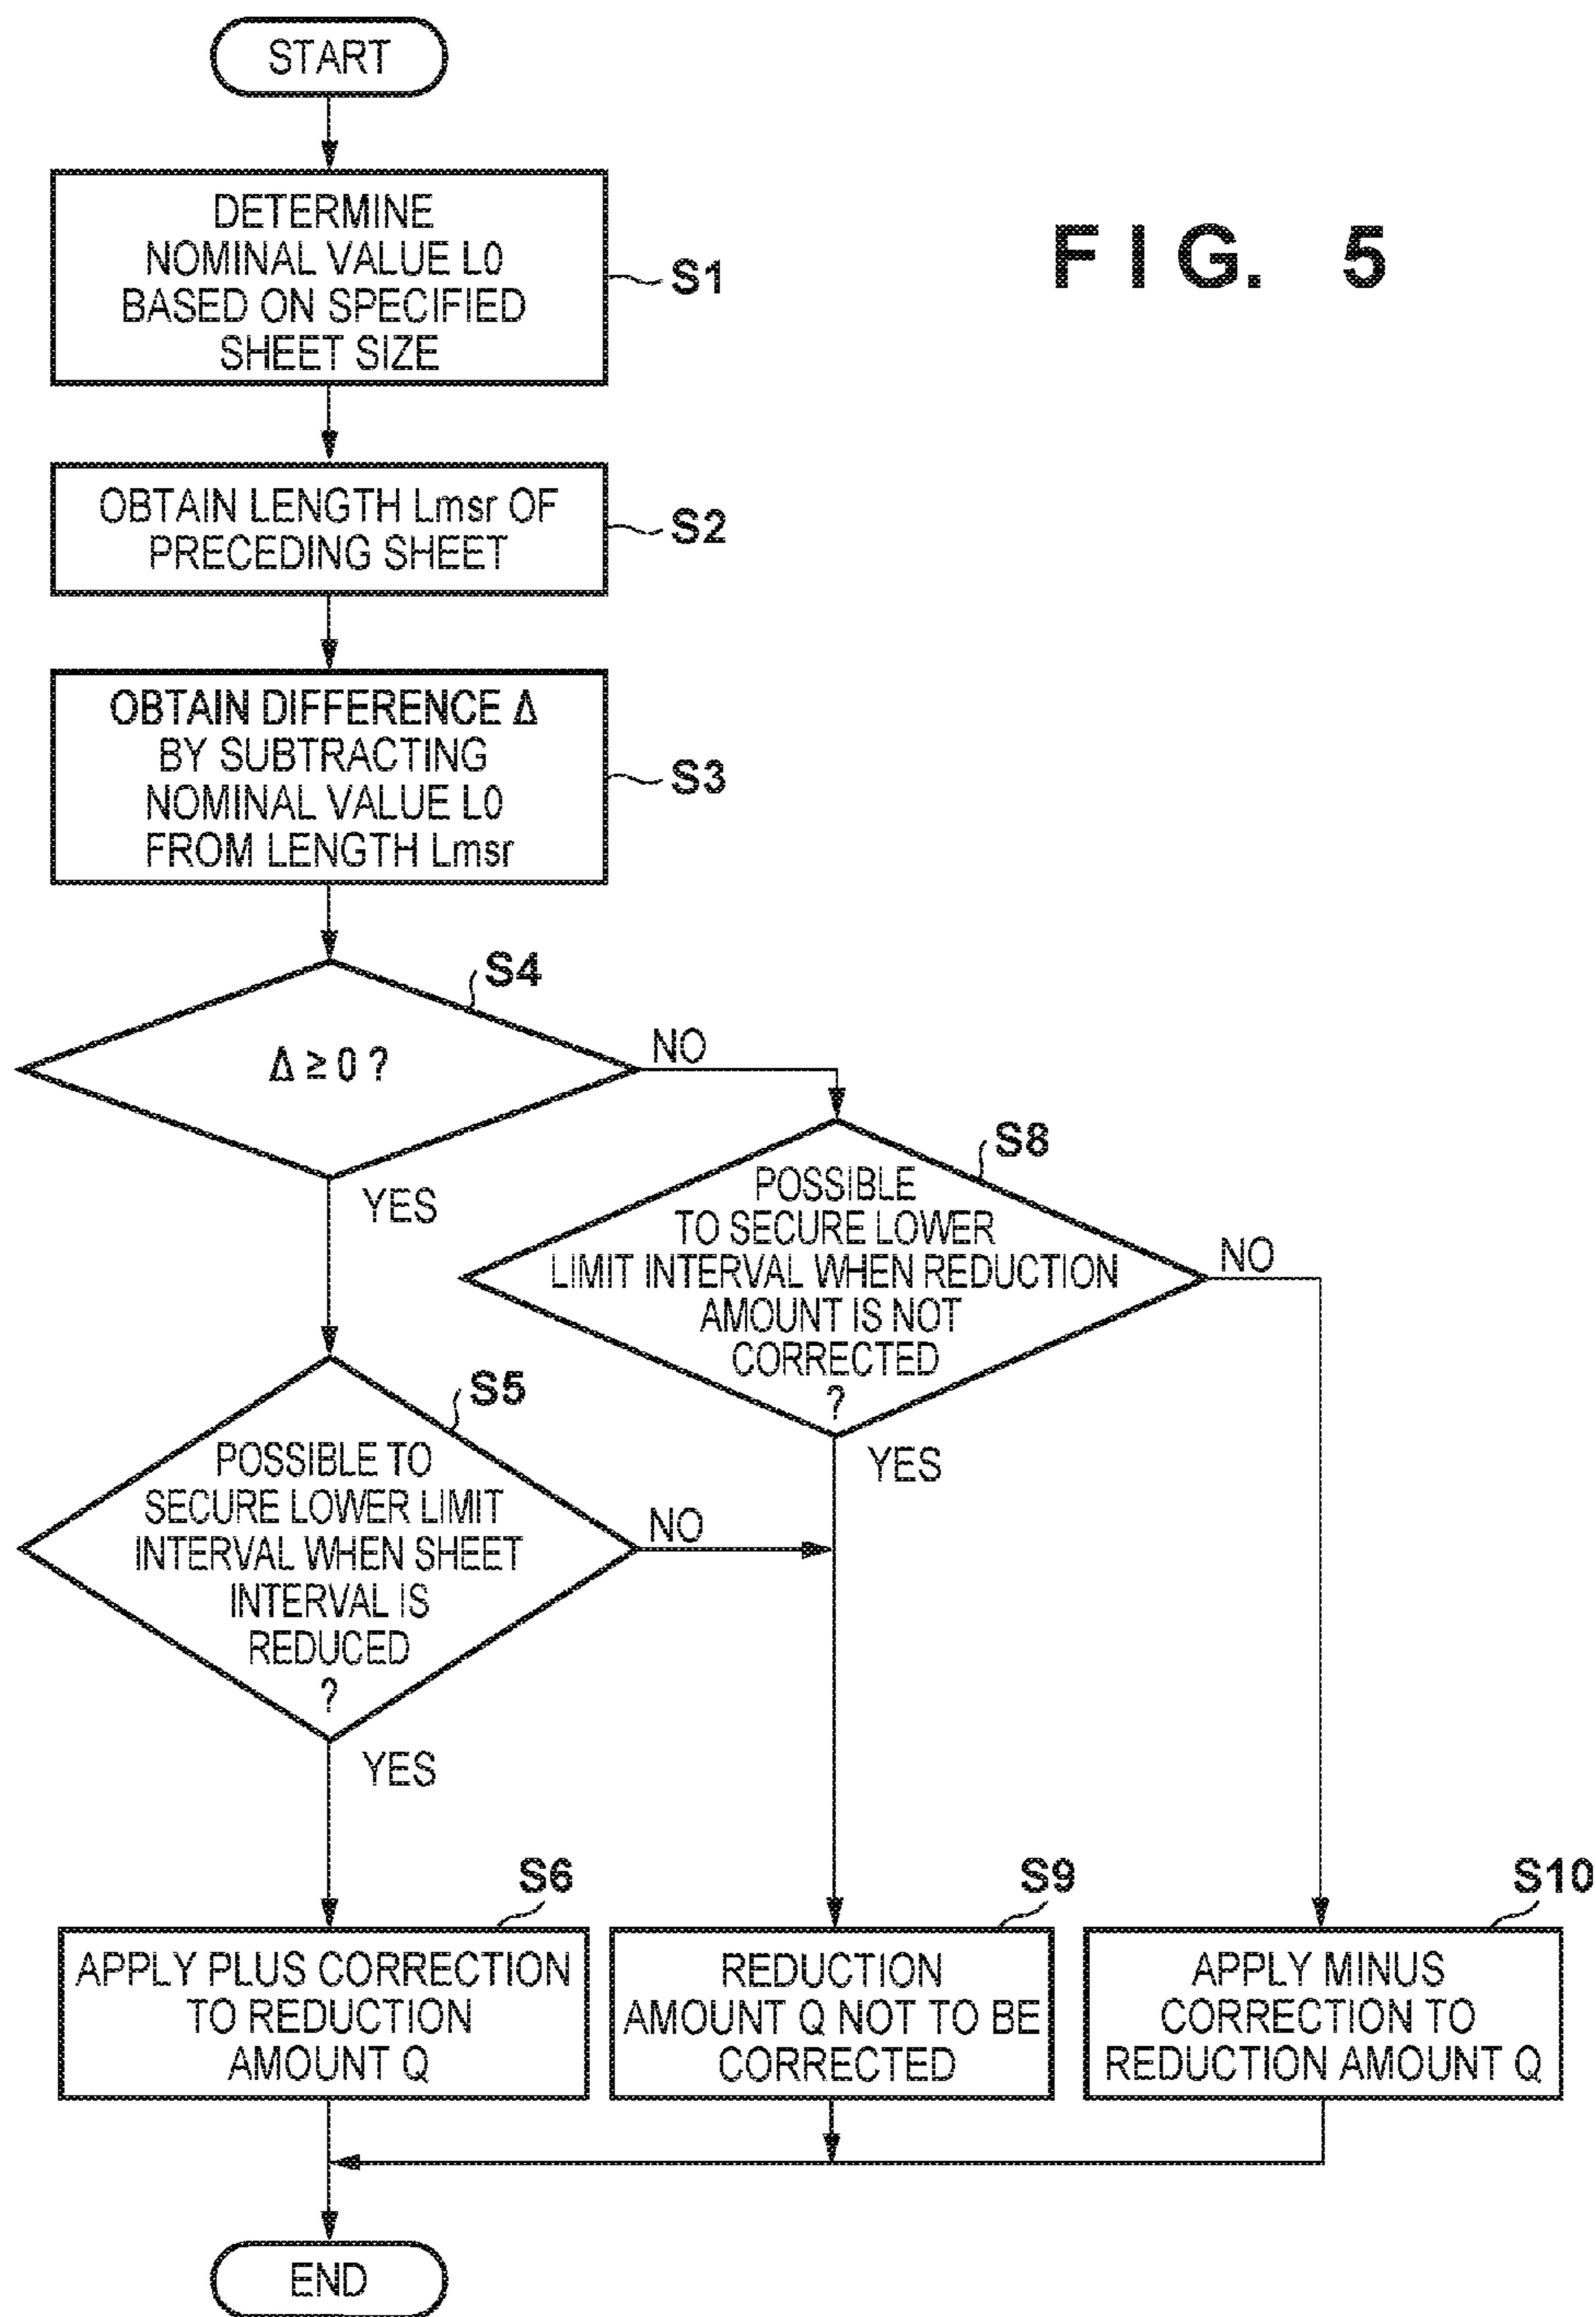 START
FIG. 5
DETERMINE
NOMINAL VALUE L0
BASED ON SPECIFIED
SHEET SIZE
S1
OBTAIN LENGTH Lmsr OF
PRECEDING SHEET
S2
OBTAIN DIFFERENCE Δ
BY SUBTRACTING
NOMINAL VALUE L0
FROM LENGTH Lmsr
S3
S4
Δ ≥ 0 ?
NO
YES
S8
POSSIBLE
TO SECURE LOWER
LIMIT INTERVAL WHEN REDUCTION
AMOUNT IS NOT
CORRECTED
?
NO
YES
S5
POSSIBLE TO
SECURE LOWER LIMIT
INTERVAL WHEN SHEET
INTERVAL IS
REDUCED
?
NO
YES
S6
APPLY PLUS CORRECTION
TO REDUCTION
AMOUNT Q
S9
REDUCTION
AMOUNT Q NOT TO BE
CORRECTED
S10
APPLY MINUS
CORRECTION TO
REDUCTION AMOUNT Q
END